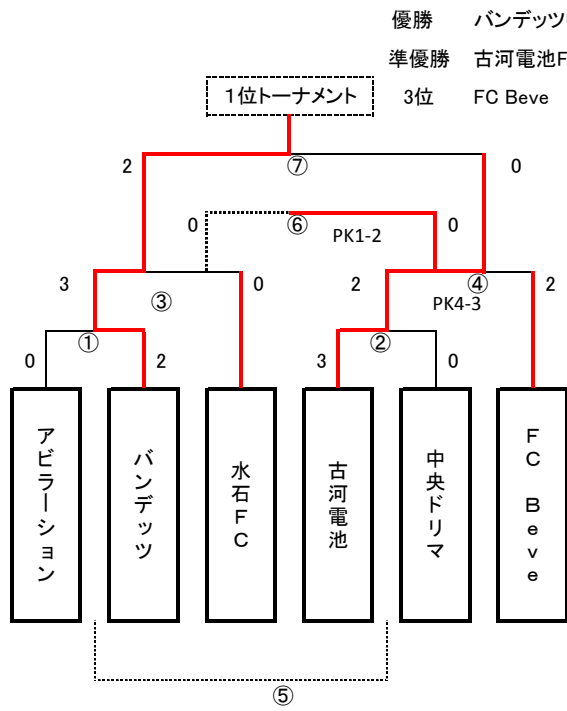 優勝 バンデッツ
準優勝 古河電池F
1位トーナメント 3位 FC Beve
2 ⑦ 0
0 ⑥ PK1-2 0
3 ③ 0 2 PK4-3 ④ 2
0 ① 2 3 ② 0
アビラーション
バンデッツ
水石FC
古河電池
中央ドリマ
FC Beve
⑤